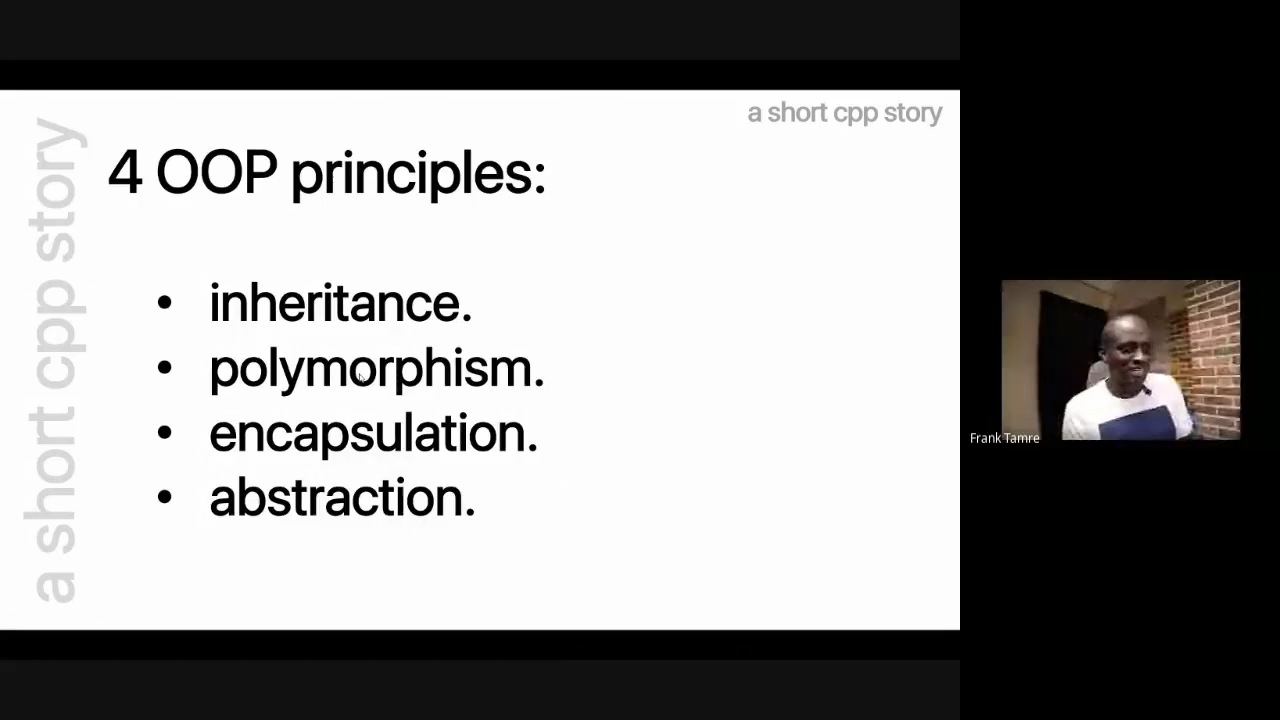 a short cpp story
a short cpp story
4 OOP principles:
• inheritance.
• polymorphism.
• encapsulation.
• abstraction.
Frank Tamre